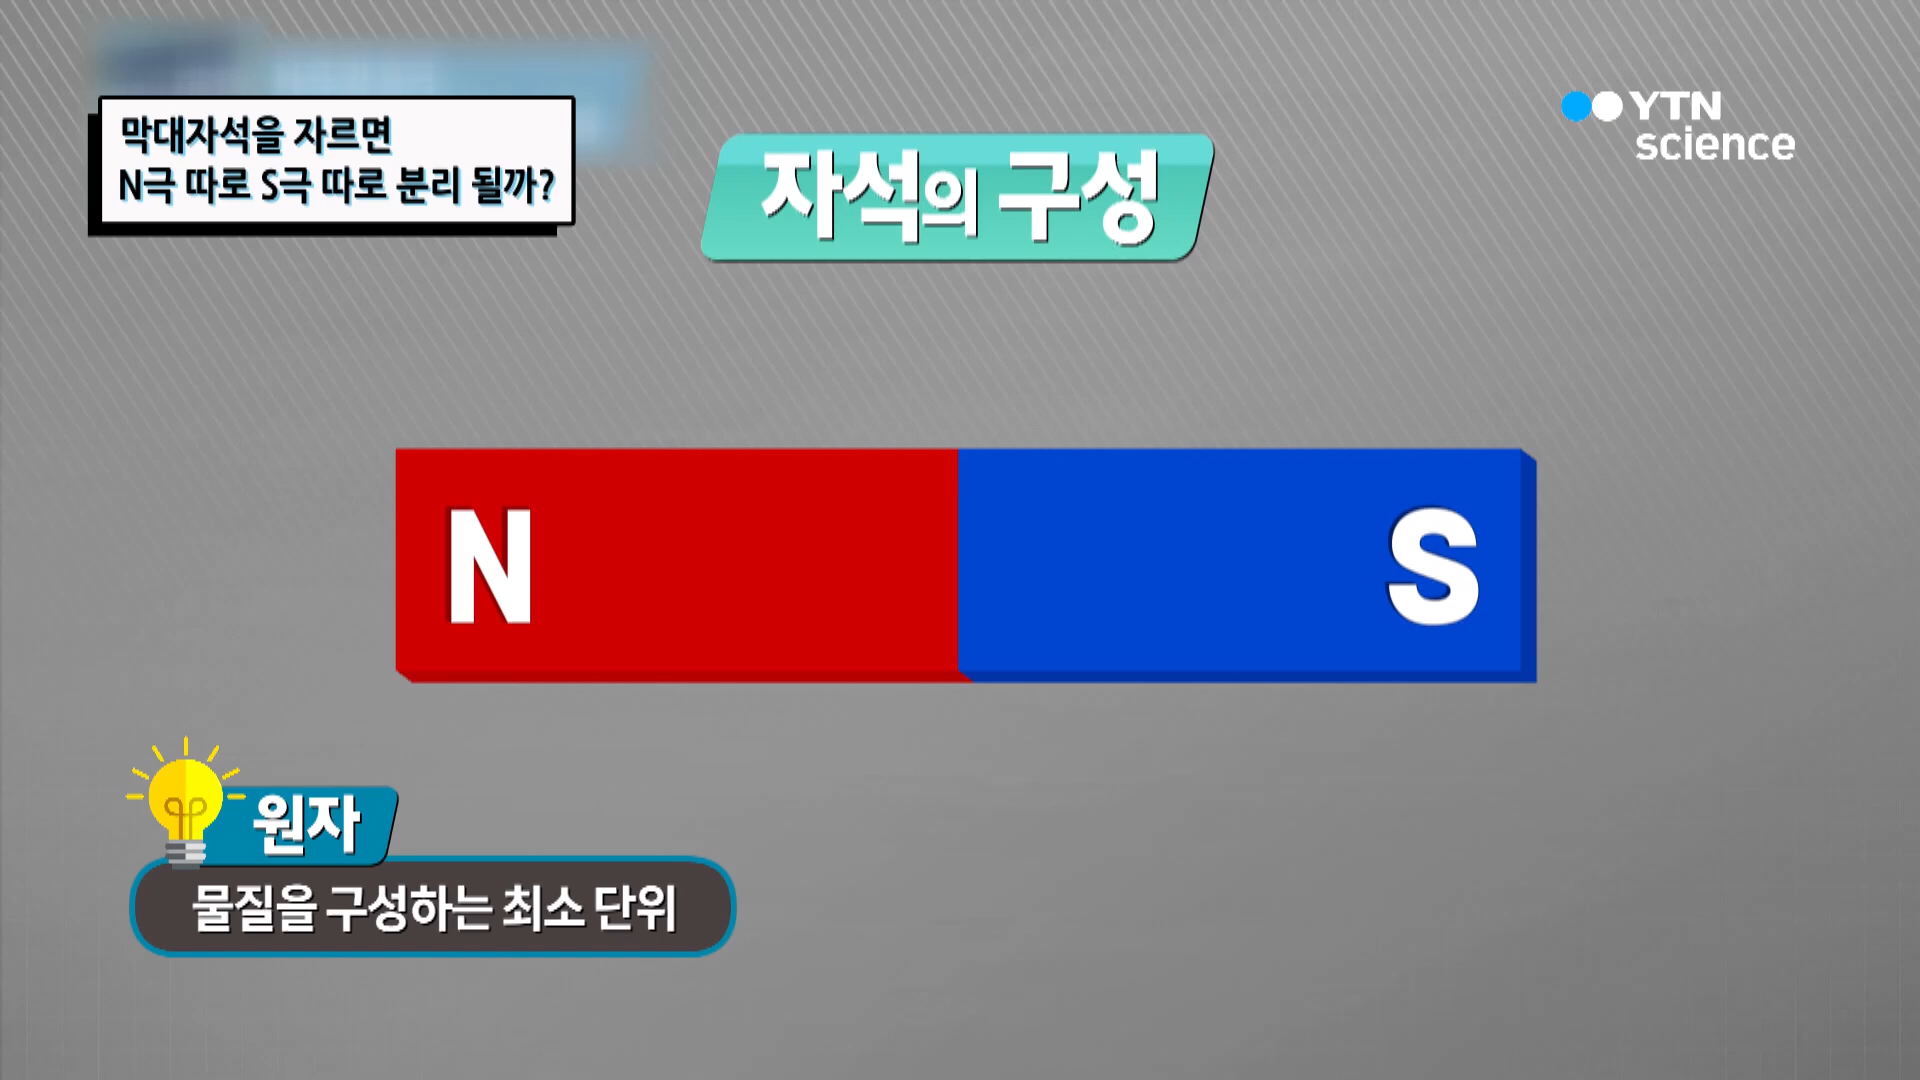 막대자석을 자르면
N극 따로 S극 따로 분리 될까?
자석의 구성
YTN
science
N
S
원자
물질을 구성하는 최소 단위